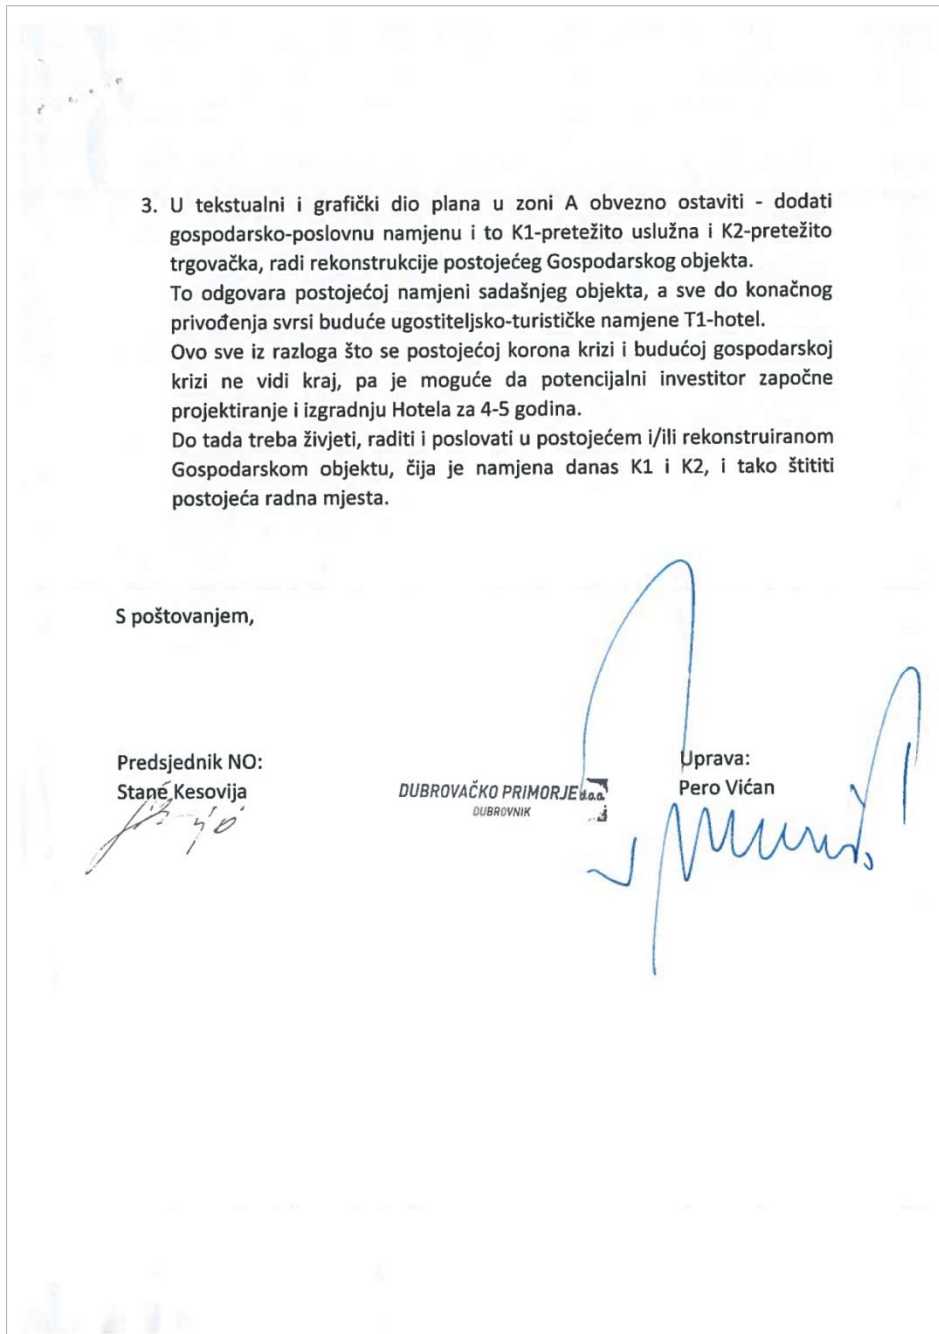 3. U tekstualni i grafički dio plana u zoni A obvezno ostaviti - dodati
gospodarsko-poslovnu namjenu i to K1-pretežito uslužna i K2-pretežito
trgovačka, radi rekonstrukcije postojećeg Gospodarskog objekta.
To odgovara postojećoj namjeni sadašnjeg objekta, a sve do konačnog
privođenja svrsi buduće ugostiteljsko-turističke namjene T1-hotel.
Ovo sve iz razloga što se postojećoj korona krizi i budućoj gospodarskoj
krizi ne vidi kraj, pa je moguće da potencijalni investitor započne
projektiranje i izgradnju Hotela za 4-5 godina.
Do tada treba živjeti, raditi i poslovati u postojećem i/ili rekonstruiranom
Gospodarskom objektu, čija je namjena danas K1 i K2, i tako štititi
postojeća radna mjesta.
S poštovanjem,
Predsjednik NO:
Stane Kesovija
DUBROVAČKO PRIMORJE d.o.o.
DUBROVNIK
Uprava:
Pero Vićan